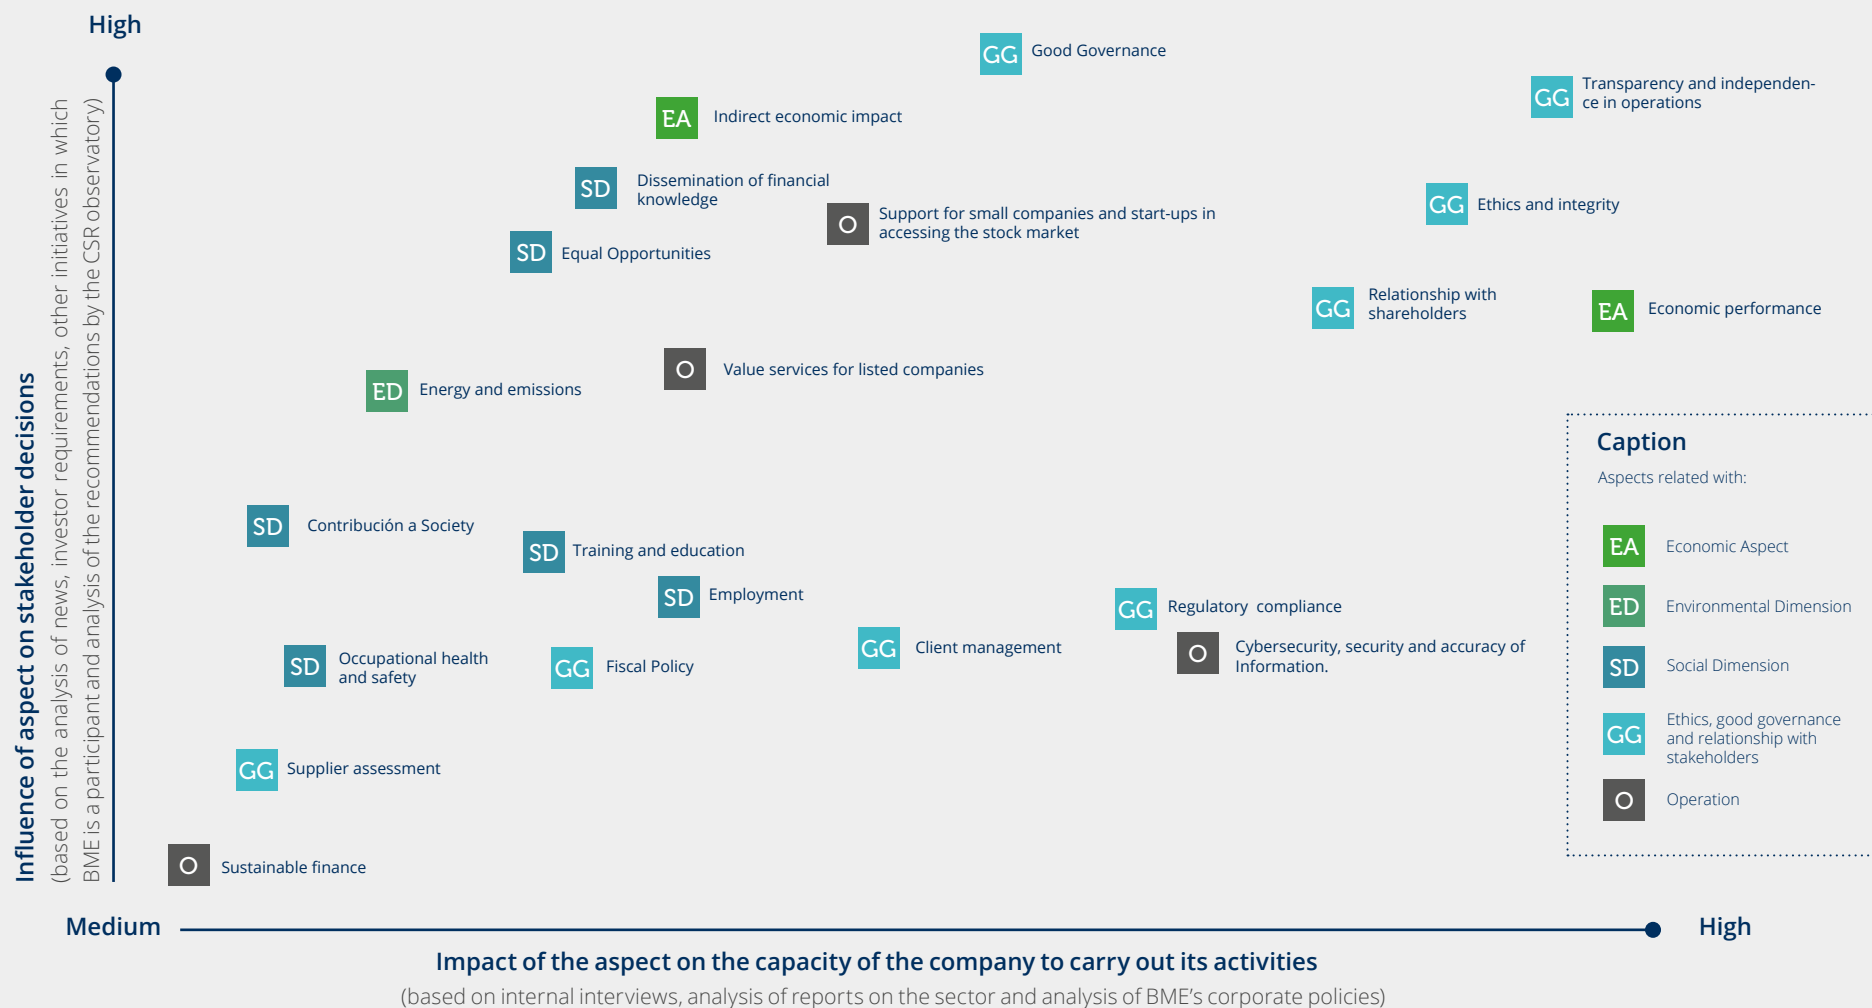 High
GG Good Governance
GG Transparency and independen-
ce in operations
EA Indirect economic impact
SD Dissemination of financial
knowledge
GG Ethics and integrity
O Support for small companies and start-ups in
accessing the stock market
SD Equal Opportunities
GG Relationship with
shareholders
EA Economic performance
O Value services for listed companies
ED Energy and emissions
SD Contribución a Society
SD Training and education
SD Employment
GG Regulatory compliance
GG Client management
O Cybersecurity, security and accuracy of
Information.
SD Occupational health
and safety
GG Fiscal Policy
GG Supplier assessment
O Sustainable finance
Influence of aspect on stakeholder decisions
(based on the analysis of news, investor requirements, other initiatives in which
BME is a participant and analysis of the recommendations by the CSR observatory)
Caption
Aspects related with:
EA Economic Aspect
ED Environmental Dimension
SD Social Dimension
GG Ethics, good governance
and relationship with
stakeholders
O Operation
Medium
High
Impact of the aspect on the capacity of the company to carry out its activities
(based on internal interviews, analysis of reports on the sector and analysis of BME’s corporate policies)